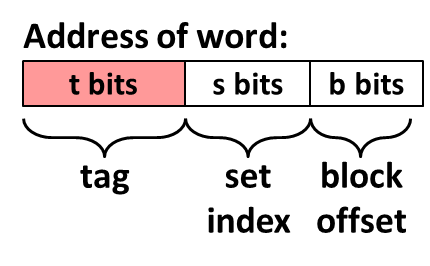 Address of word:
t bits s bits b bits
tag set block
index offset